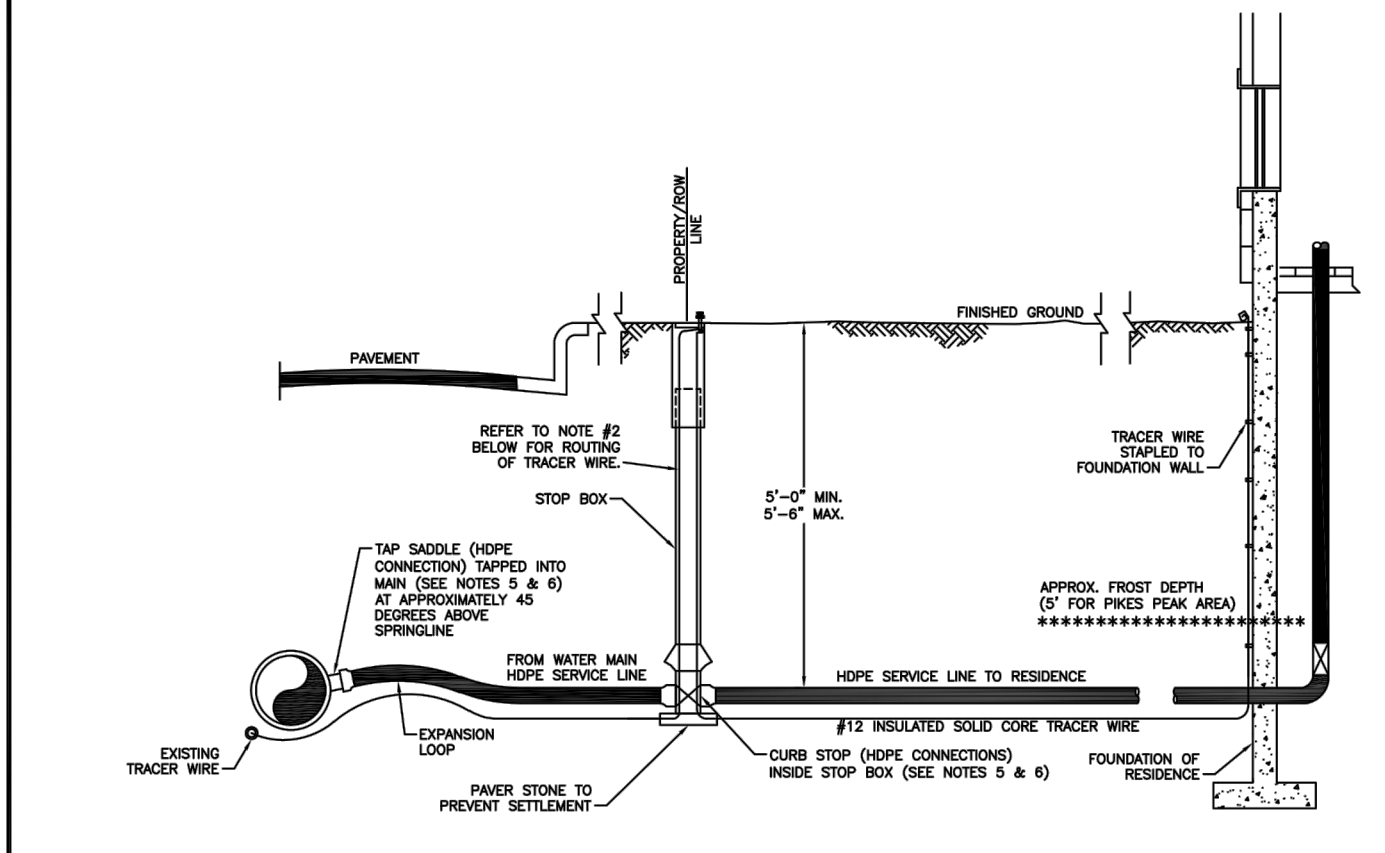 PROPERTY/ROW
LINE
FINISHED GROUND
PAVEMENT
REFER TO NOTE #2
BELOW FOR ROUTING
OF TRACER WIRE.
TRACER WIRE
STAPLED TO
FOUNDATION WALL
STOP BOX
5'-0" MIN.
5'-6" MAX.
TAP SADDLE (HDPE
CONNECTION) TAPPED INTO
MAIN (SEE NOTES 5 & 6)
AT APPROXIMATELY 45
DEGREES ABOVE
SPRINGLINE
APPROX. FROST DEPTH
(5' FOR PIKES PEAK AREA)
**********************
FROM WATER MAIN
HDPE SERVICE LINE
HDPE SERVICE LINE TO RESIDENCE
#12 INSULATED SOLID CORE TRACER WIRE
EXPANSION
LOOP
EXISTING
TRACER WIRE
CURB STOP (HDPE CONNECTIONS)
INSIDE STOP BOX (SEE NOTES 5 & 6)
FOUNDATION OF
RESIDENCE
PAVER STONE TO
PREVENT SETTLEMENT